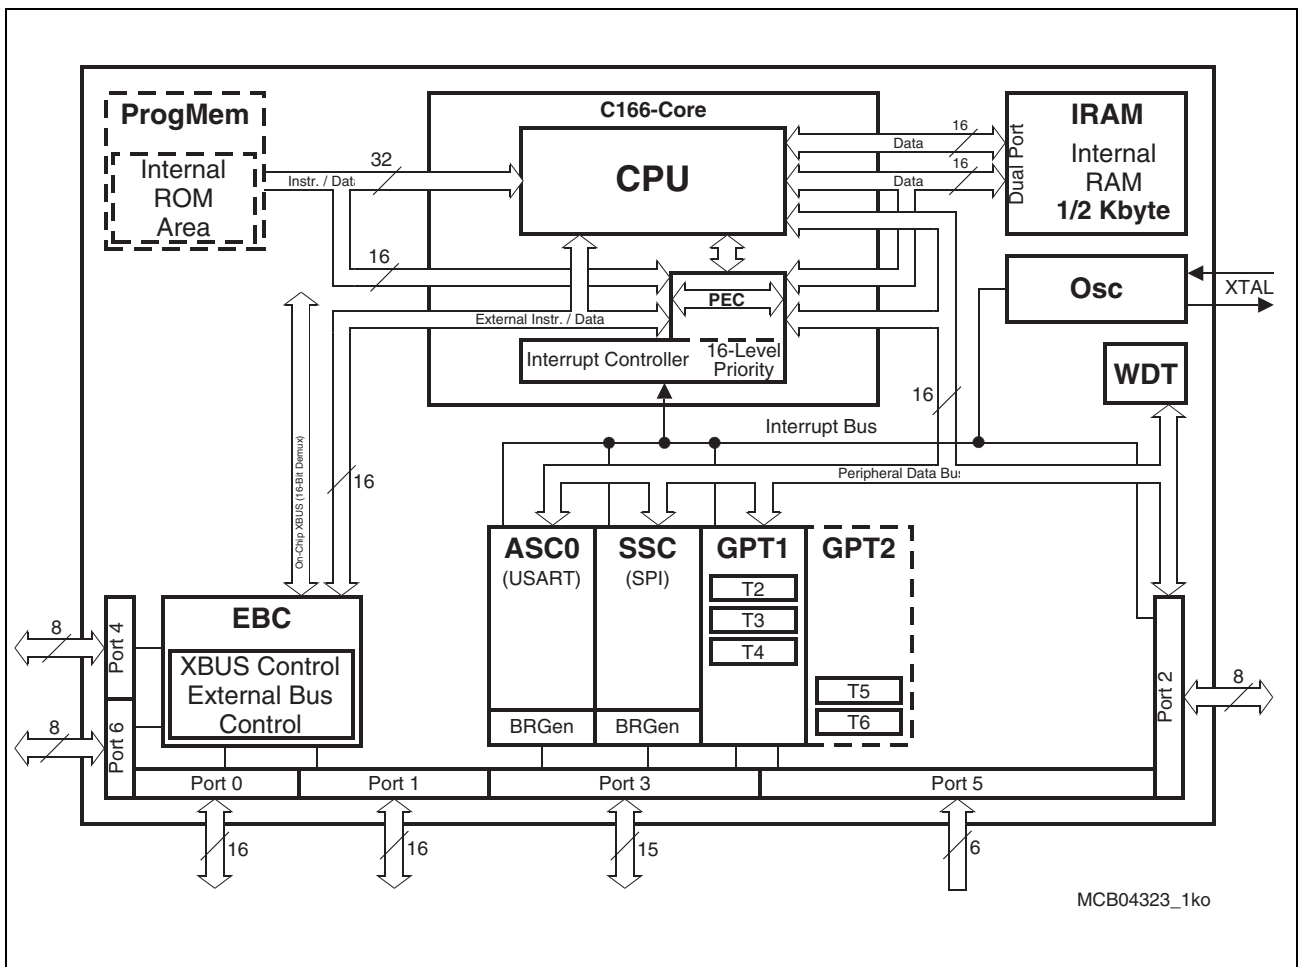 ProgMem
Internal
ROM
Area
C166-Core
CPU
IRAM
Internal
RAM
1/2 Kbyte
Dual Port
32
Instr. / Data
16
Data
16
Data
16
PEC
External Instr. / Data
Interrupt Controller
16-Level
Priority
Osc
XTAL
WDT
16
Interrupt Bus
Peripheral Data Bus
On-Chip XBUS (16-Bit Demux)
16
ASC0
(USART)
BRGen
SSC
(SPI)
BRGen
GPT1
T2
T3
T4
GPT2
T5
T6
EBC
XBUS Control
External Bus
Control
8
Port 4
8
Port 6
Port 2
8
Port 0
Port 1
Port 3
Port 5
16
16
15
6
MCB04323_1ko